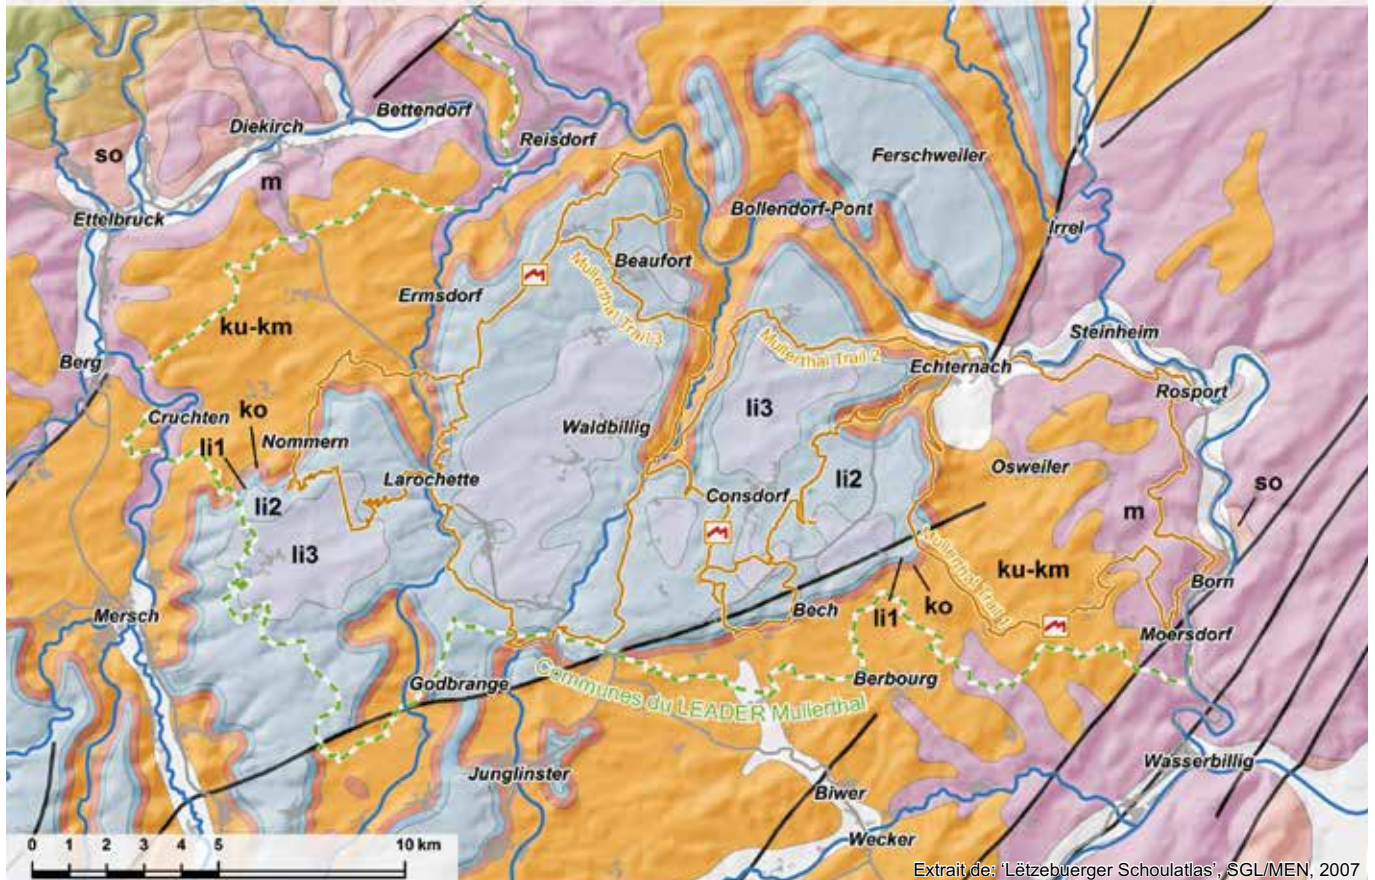 Bettendorf
Diekirch
Reisdorf
so
Ferschweiler
m
Ettelbruck
Bollendorf-Pont
Irrel
Beaufort
Ermsdorf
Mullerthal Trail 3
ku-km
Mullerthal Trail 2
Steinheim
Berg
Echternach
Rosport
Cruchten
ko
li3
Waldbillig
li1
Nommern
Osweiler
Larochette
li2
Consdorf
so
li2
m
li3
Mullerthal Trail 1
ku-km
Born
Mersch
Bech
li1
ko
Moersdorf
Godbrange
Communes du LEADER Mullerthal
Berbourg
Wasserbillig
Junglinster
Biwer
Wecker
0 1 2 3 4 5 10 km
Extrait de: ‘Lëtzebuerger Schoulatlas’, SGL/MEN, 2007